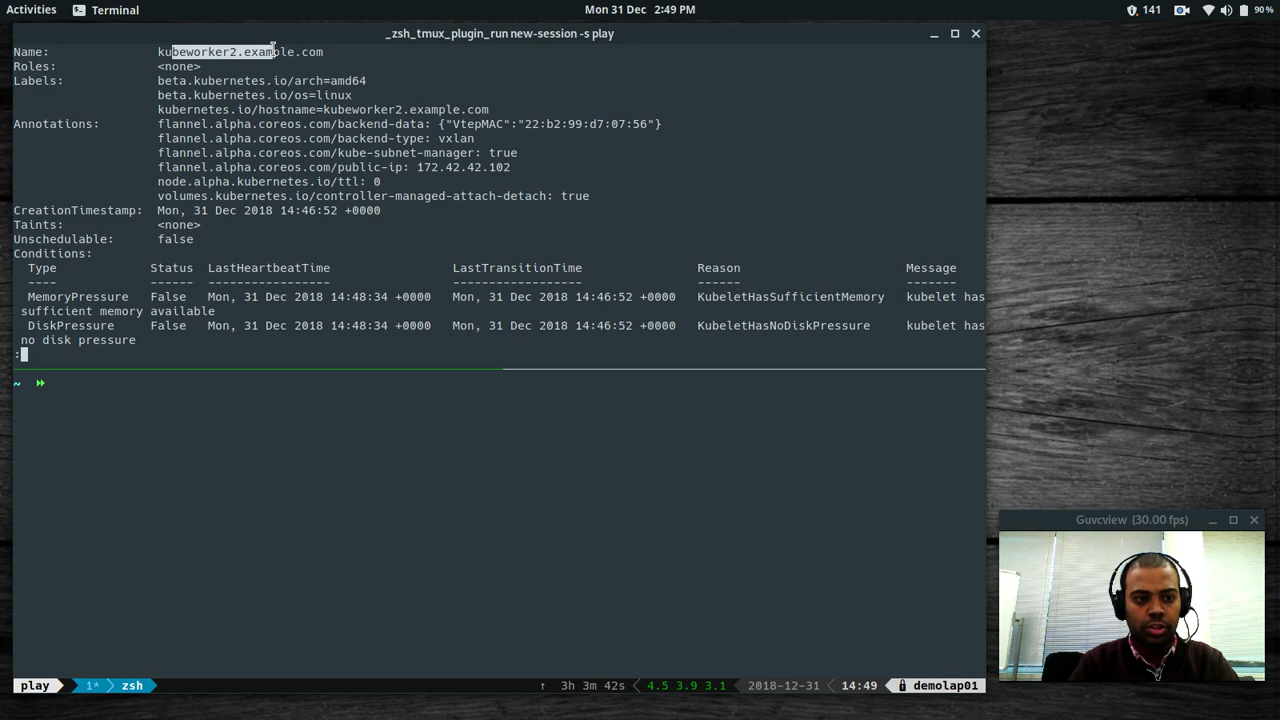 Activities Terminal Mon 31 Dec 2:49 PM 141 90%
_zsh_tmux_plugin_run new-session -s play
Name: kubeworker2.example.com
Roles: <none>
Labels: beta.kubernetes.io/arch=amd64
beta.kubernetes.io/os=linux
kubernetes.io/hostname=kubeworker2.example.com
Annotations: flannel.alpha.coreos.com/backend-data: {"VtepMAC":"22:b2:99:d7:07:56"}
flannel.alpha.coreos.com/backend-type: vxlan
flannel.alpha.coreos.com/kube-subnet-manager: true
flannel.alpha.coreos.com/public-ip: 172.42.42.102
node.alpha.kubernetes.io/ttl: 0
volumes.kubernetes.io/controller-managed-attach-detach: true
CreationTimestamp: Mon, 31 Dec 2018 14:46:52 +0000
Taints: <none>
Unschedulable: false
Conditions:
Type Status LastHeartbeatTime LastTransitionTime Reason Message
---- ------ ----------------- ------------------ ------ -------
MemoryPressure False Mon, 31 Dec 2018 14:48:34 +0000 Mon, 31 Dec 2018 14:46:52 +0000 KubeletHasSufficientMemory kubelet has
sufficient memory available
DiskPressure False Mon, 31 Dec 2018 14:48:34 +0000 Mon, 31 Dec 2018 14:46:52 +0000 KubeletHasNoDiskPressure kubelet has
no disk pressure
:
~
Guvcview (30.00 fps)
play 1* zsh ↑ 3h 3m 42s 4.5 3.9 3.1 2018-12-31 14:49 demolap01